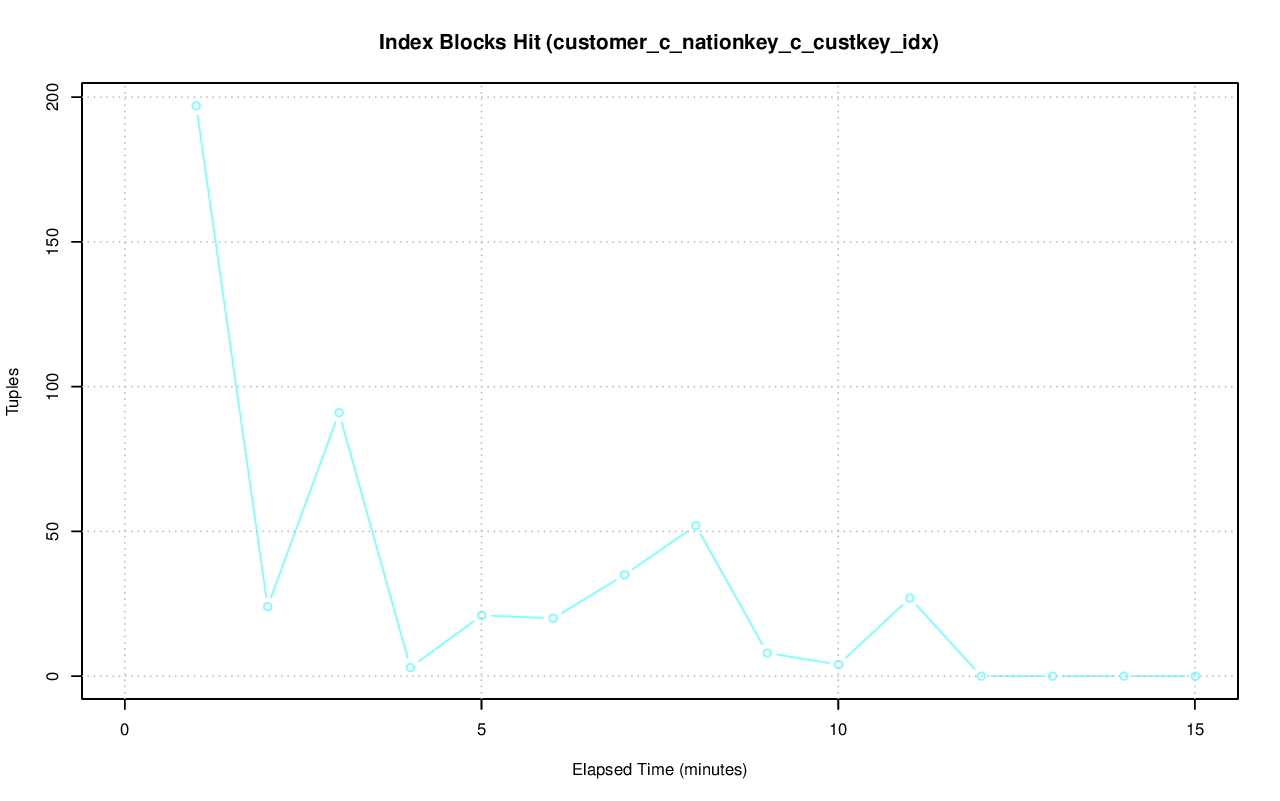 Index Blocks Hit (customer_c_nationkey_c_custkey_idx)
200
150
100
50
0
Tuples
0 5 10 15
Elapsed Time (minutes)